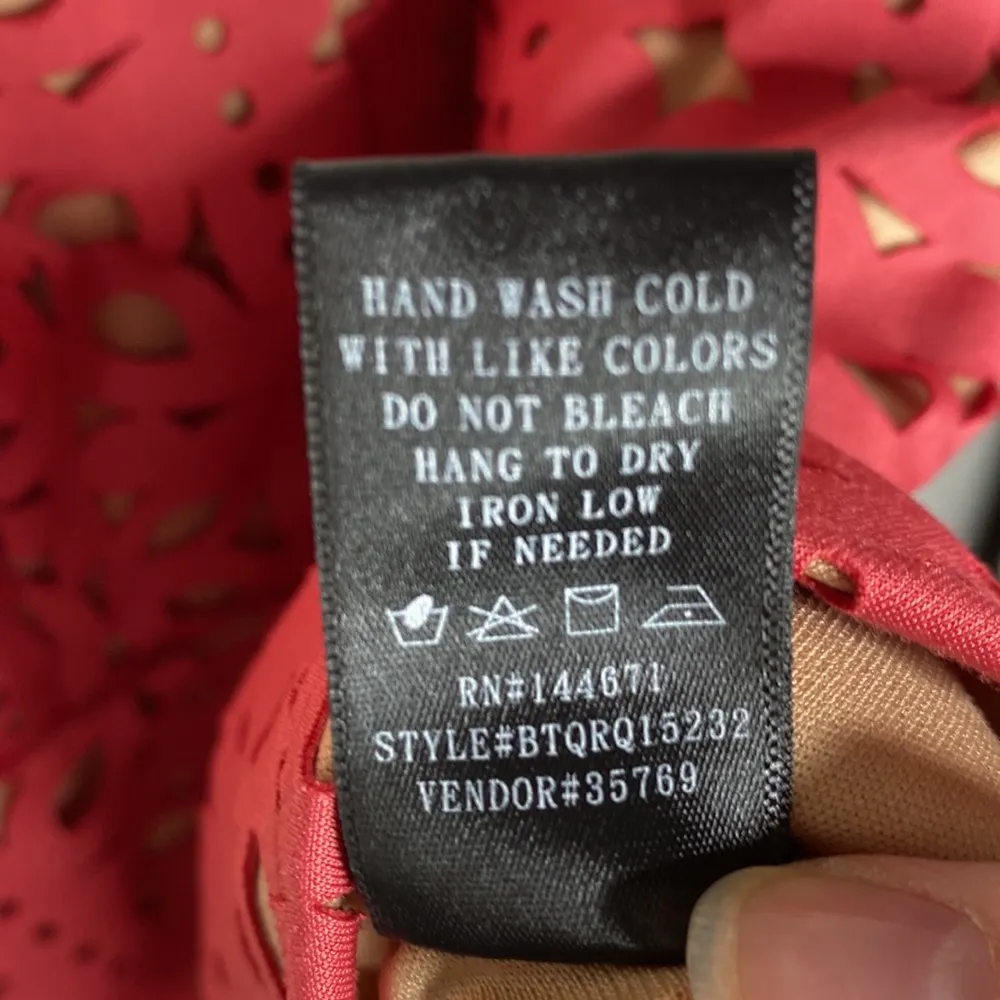 HAND WASH COLD
WITH LIKE COLORS
DO NOT BLEACH
HANG TO DRY
IRON LOW
IF NEEDED
RN#144671
STYLE#BTQRQ15232
VENDOR#35769